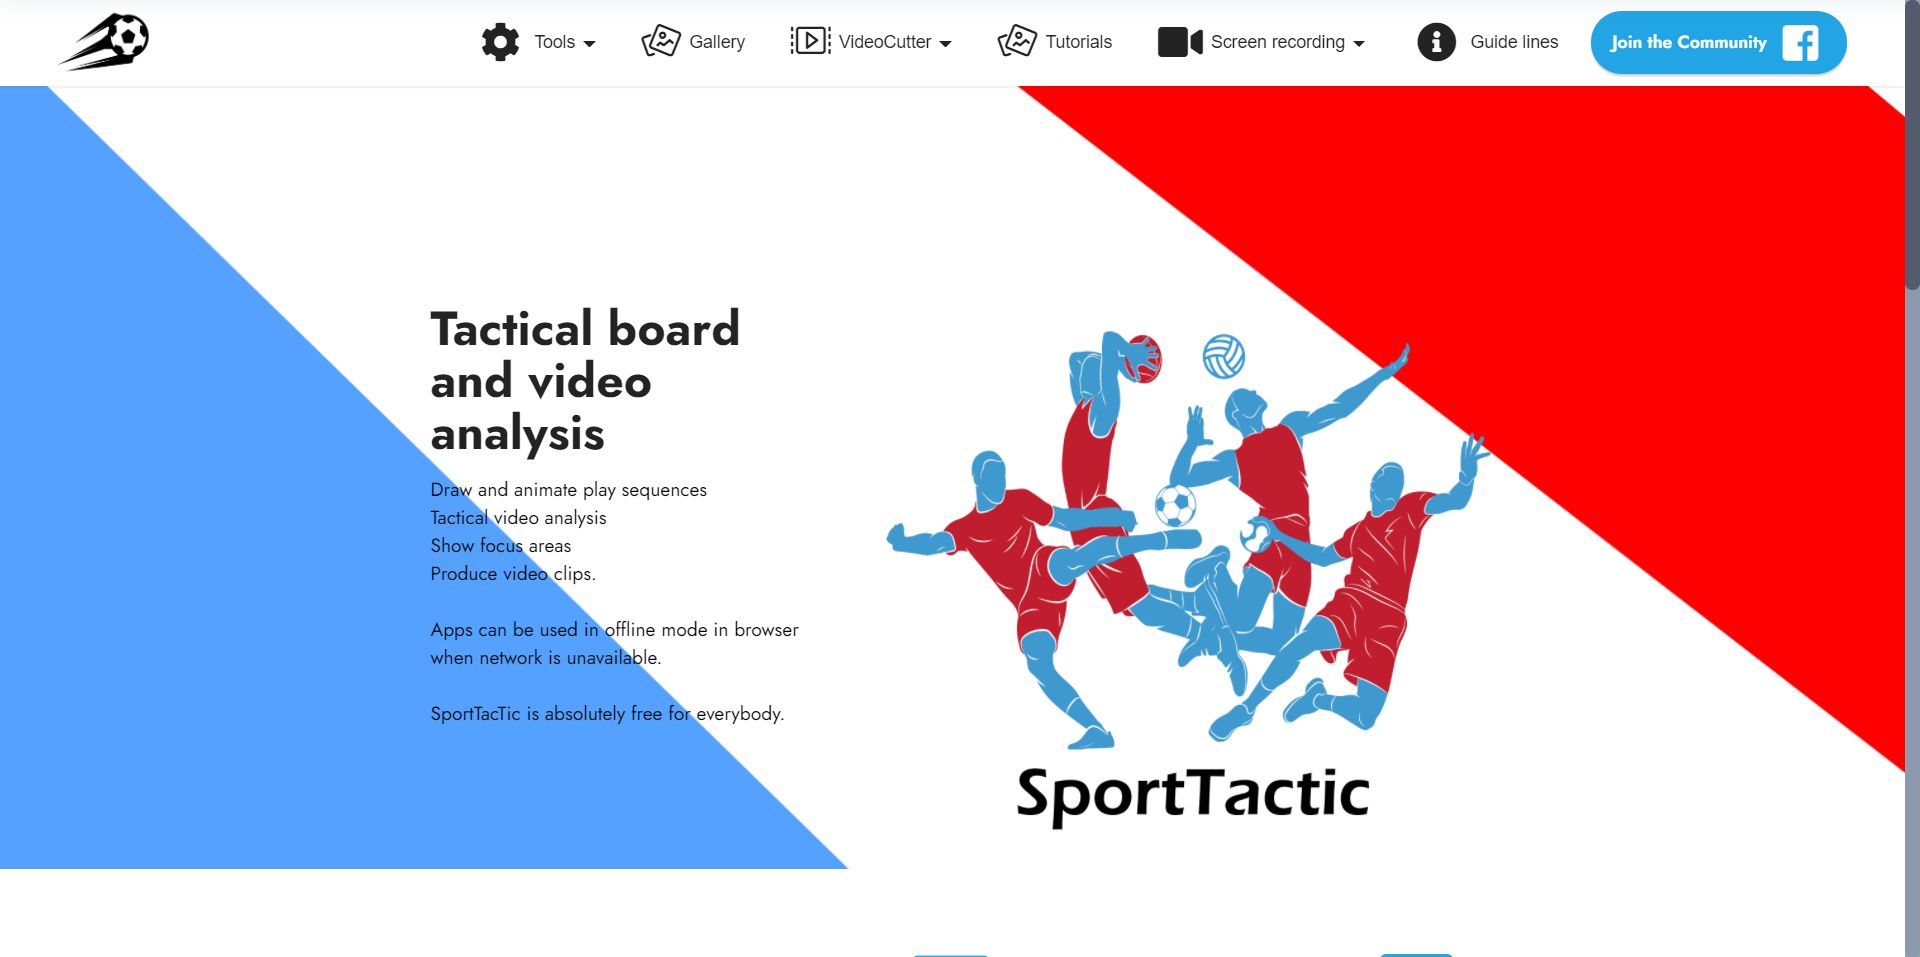 Tools
Gallery
VideoCutter
Tutorials
Screen recording
Guide lines
Join the Community
Tactical board
and video
analysis
Draw and animate play sequences
Tactical video analysis
Show focus areas
Produce video clips.
Apps can be used in offline mode in browser
when network is unavailable.
SportTacTic is absolutely free for everybody.
SportTactic